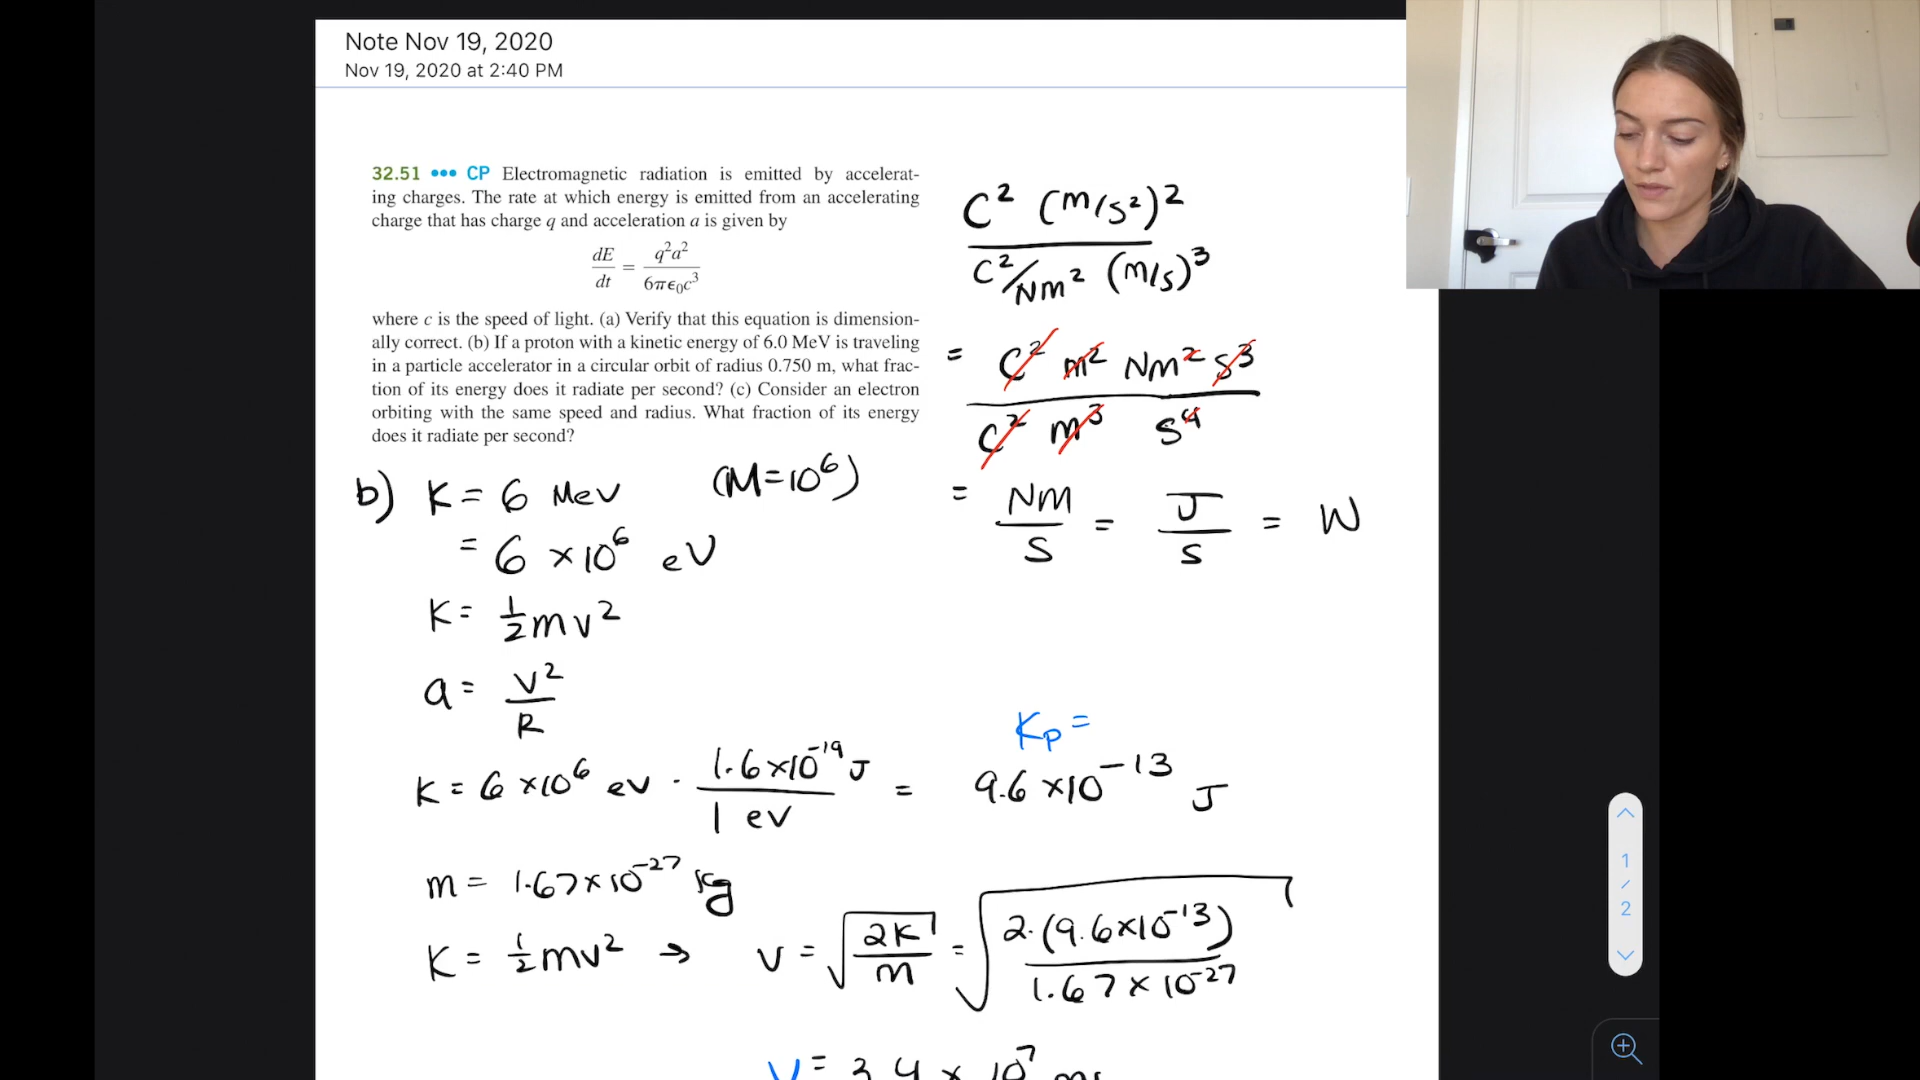 Note Nov 19, 2020
Nov 19, 2020 at 2:40 PM
32.51 ••• CP Electromagnetic radiation is emitted by accelerat-
ing charges. The rate at which energy is emitted from an accelerating
charge that has charge q and acceleration a is given by
dE/dt = q²a²/6πϵ₀c³
where c is the speed of light. (a) Verify that this equation is dimension-
ally correct. (b) If a proton with a kinetic energy of 6.0 MeV is traveling
in a particle accelerator in a circular orbit of radius 0.750 m, what frac-
tion of its energy does it radiate per second? (c) Consider an electron
orbiting with the same speed and radius. What fraction of its energy
does it radiate per second?
C² (m/s²)²
C²/Nm² (m/s)³
= C² m² Nm² s³
C² m³ s⁴
= Nm/s = J/s = W
b) K = 6 MeV (M=10⁶)
= 6 ×10⁶ eV
K = ½mv²
a = v²/R
K = 6 ×10⁶ eV · 1.6×10⁻¹⁹ J / 1 eV = 9.6 ×10⁻¹³ J
Kp =
m = 1.67×10⁻²⁷ kg
K = ½mv² → v = √(2K/m) = √(2·(9.6×10⁻¹³)/1.67×10⁻²⁷)
V = 3.4 × 10⁷
1
/
2